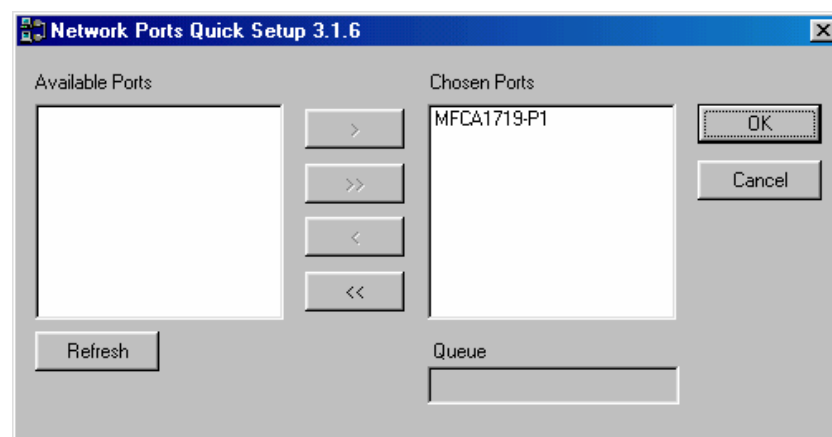 Network Ports Quick Setup 3.1.6
Available Ports
Chosen Ports
MFCA1719-P1
>
>>
<
<<
OK
Cancel
Refresh
Queue